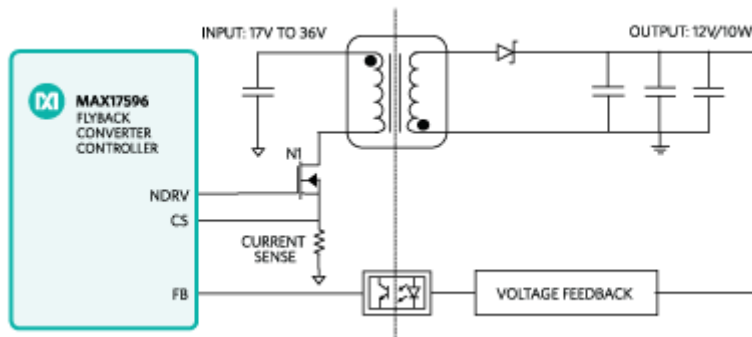 INPUT: 17V TO 36V
OUTPUT: 12V/10W
MAX17596
FLYBACK
CONVERTER
CONTROLLER
N1
NDRV
CS
CURRENT
SENSE
FB
VOLTAGE FEEDBACK